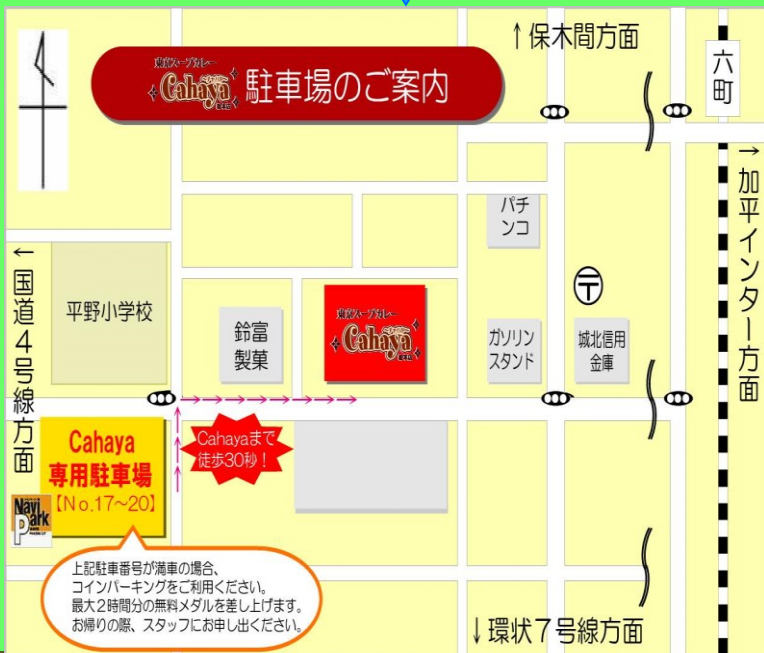 ↑保木間方面
東京スープカレー
Cahaya
駐車場のご案内
六町
→加平インター方面
パチ
ンコ
←国道4号線方面
平野小学校
鈴富
製菓
東京スープカレー
Cahaya
ガソリン
スタンド
〒
城北信用
金庫
Cahaya
専用駐車場
【No.17～20】
Cahayaまで
徒歩30秒！
Navi
Park
上記駐車番号が満車の場合、
コインパーキングをご利用ください。
最大2時間分の無料メダルを差し上げます。
お帰りの際、スタッフにお申し出ください。
↓環状7号線方面